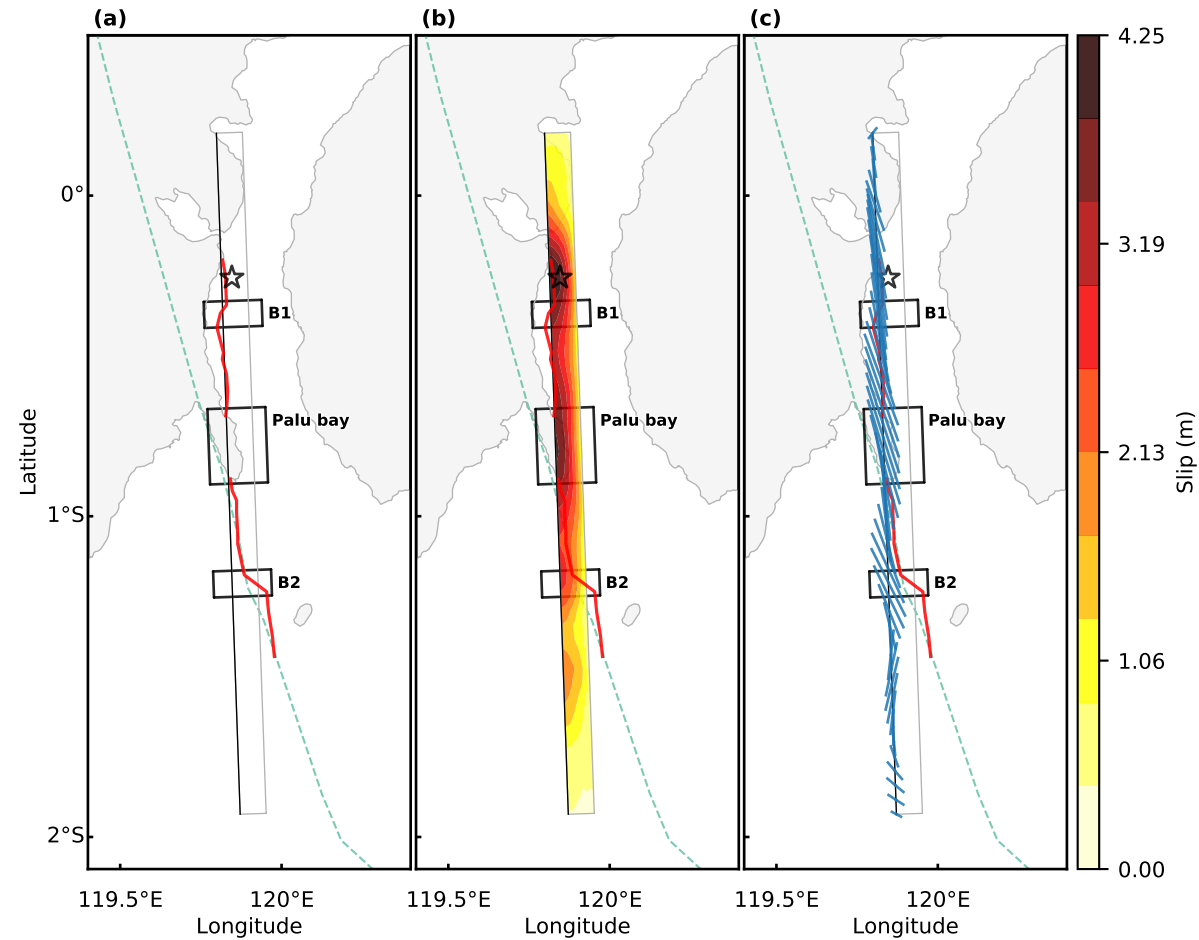 (a)
(b)
(c)
4.25
0°
3.19
B1
B1
B1
Palu bay
Palu bay
Palu bay
2.13
Latitude
Slip (m)
1°S
B2
B2
B2
1.06
2°S
0.00
119.5°E
120°E
119.5°E
120°E
119.5°E
120°E
Longitude
Longitude
Longitude